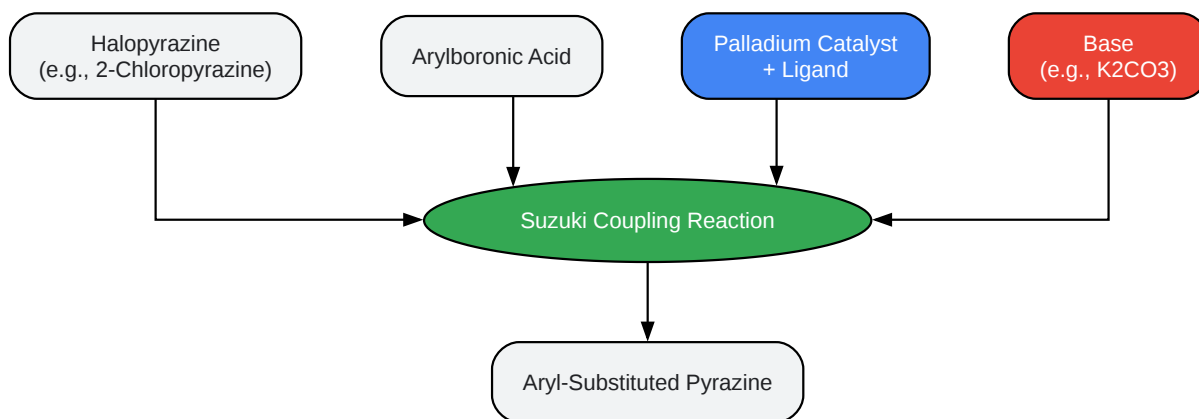 Halopyrazine
(e.g., 2-Chloropyrazine)
Arylboronic Acid
Palladium Catalyst
+ Ligand
Base
(e.g., K2CO3)
Suzuki Coupling Reaction
Aryl-Substituted Pyrazine